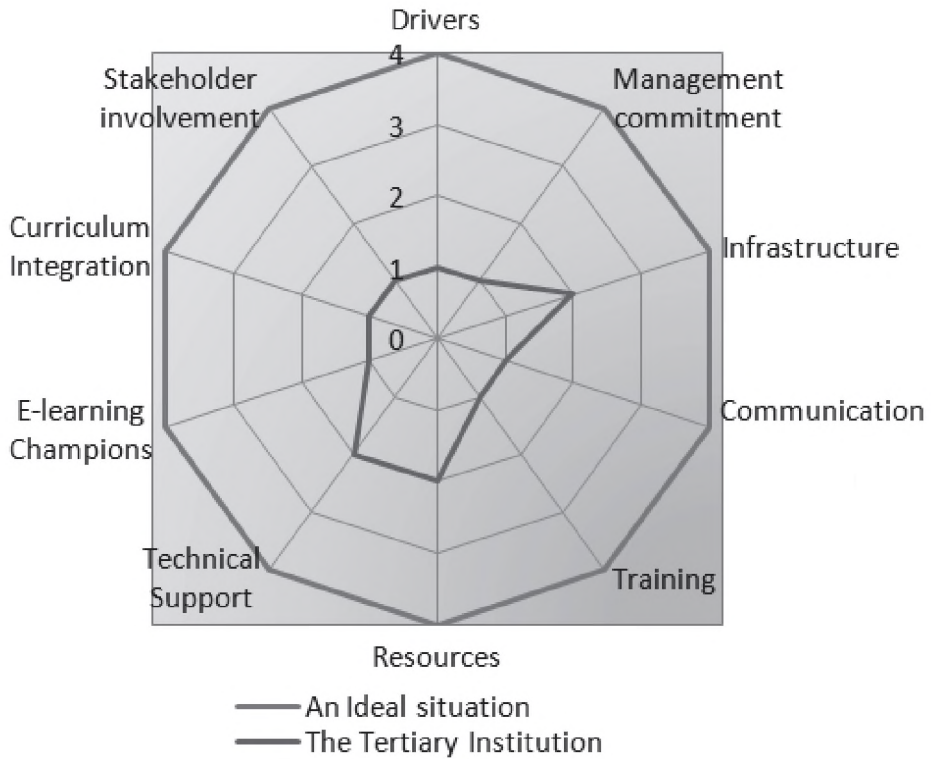 Drivers
4
Stakeholder
involvement
Management
commitment
3
2
Curriculum
Integration
Infrastructure
1
0
E-learning
Champions
Communication
Technical
Support
Training
Resources
An Ideal situation
The Tertiary Institution